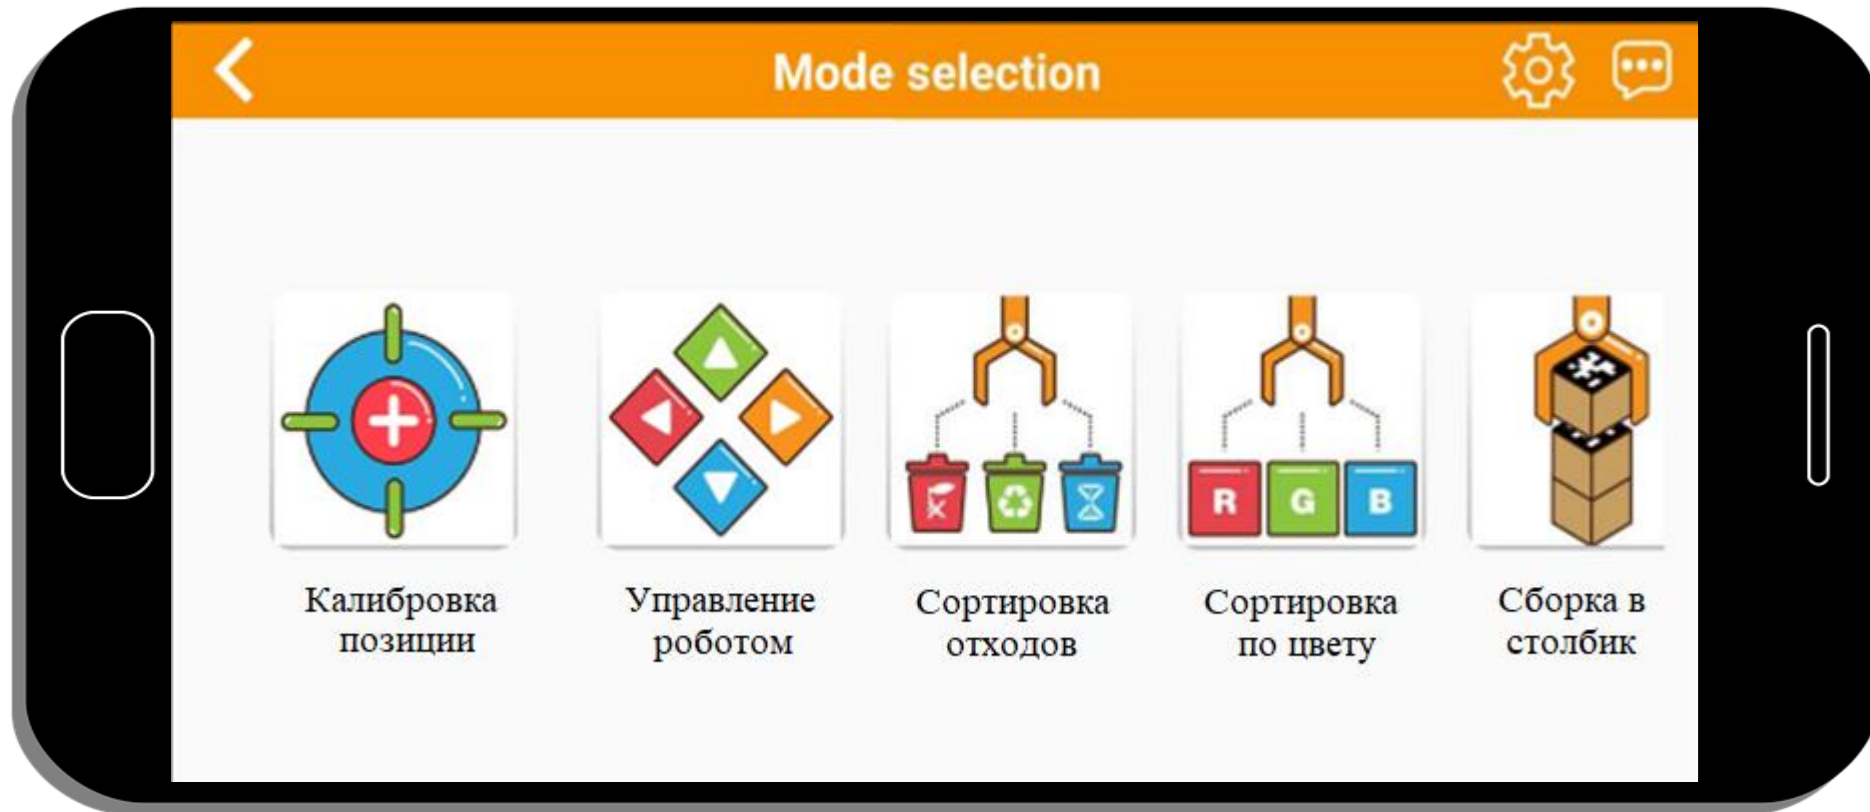 Mode selection
R G B
Калибровка
позиции
Управление
роботом
Сортировка
отходов
Сортировка
по цвету
Сборка в
столбик